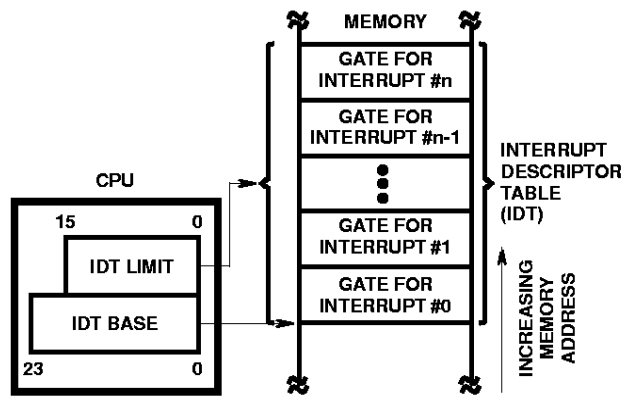 MEMORY
GATE FOR
INTERRUPT #n
GATE FOR
INTERRUPT #n-1
GATE FOR
INTERRUPT #1
GATE FOR
INTERRUPT #0
INTERRUPT
DESCRIPTOR
TABLE
(IDT)
INCREASING
MEMORY
ADDRESS
CPU
15 0
IDT LIMIT
IDT BASE
23 0